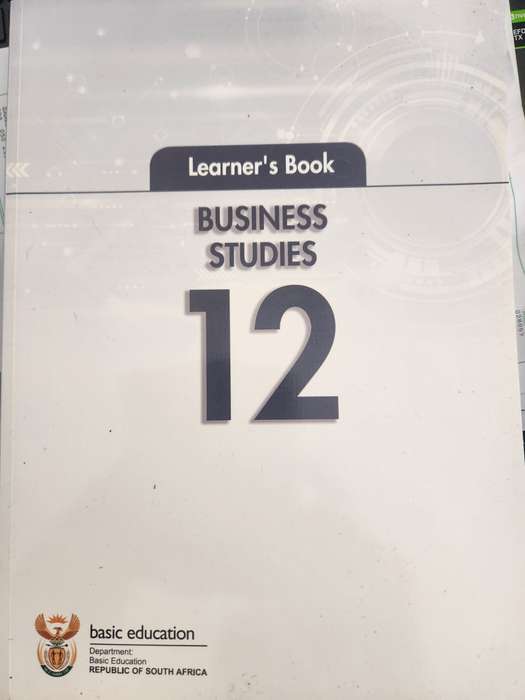 Learner's Book
BUSINESS
STUDIES
12
basic education
Department:
Basic Education
REPUBLIC OF SOUTH AFRICA